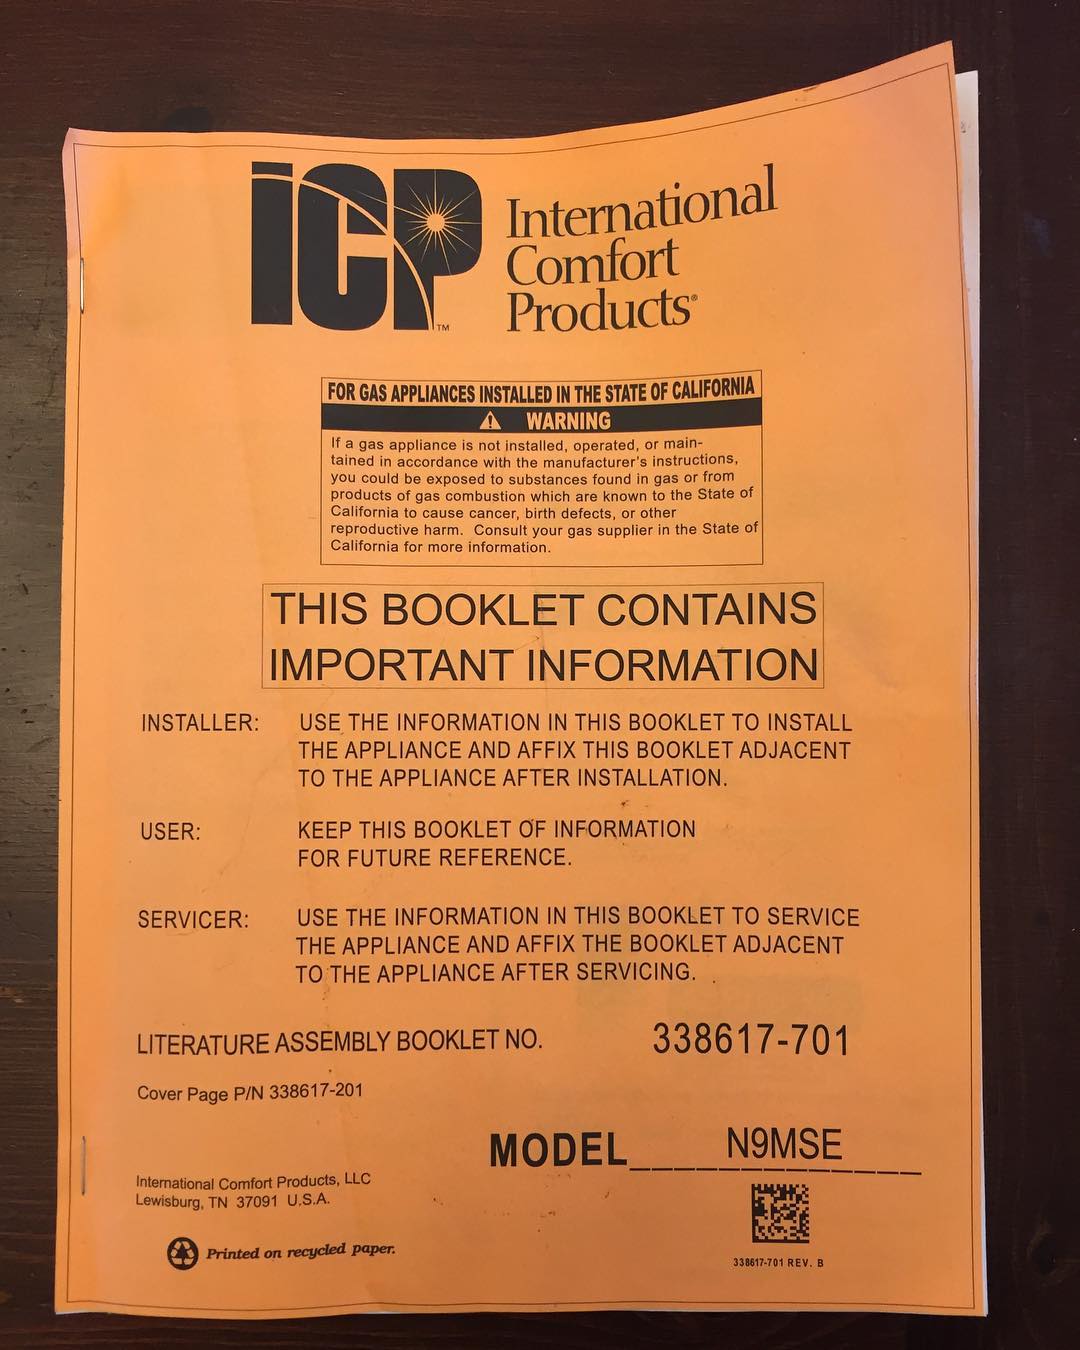 iCP
TM
International
Comfort
Products®
FOR GAS APPLIANCES INSTALLED IN THE STATE OF CALIFORNIA
WARNING
If a gas appliance is not installed, operated, or main-
tained in accordance with the manufacturer's instructions,
you could be exposed to substances found in gas or from
products of gas combustion which are known to the State of
California to cause cancer, birth defects, or other
reproductive harm. Consult your gas supplier in the State of
California for more information.
THIS BOOKLET CONTAINS
IMPORTANT INFORMATION
INSTALLER: USE THE INFORMATION IN THIS BOOKLET TO INSTALL
THE APPLIANCE AND AFFIX THIS BOOKLET ADJACENT
TO THE APPLIANCE AFTER INSTALLATION.
USER: KEEP THIS BOOKLET OF INFORMATION
FOR FUTURE REFERENCE.
SERVICER: USE THE INFORMATION IN THIS BOOKLET TO SERVICE
THE APPLIANCE AND AFFIX THE BOOKLET ADJACENT
TO THE APPLIANCE AFTER SERVICING.
LITERATURE ASSEMBLY BOOKLET NO. 338617-701
Cover Page P/N 338617-201
MODEL N9MSE
International Comfort Products, LLC
Lewisburg, TN 37091 U.S.A.
Printed on recycled paper.
338617-701 REV. B